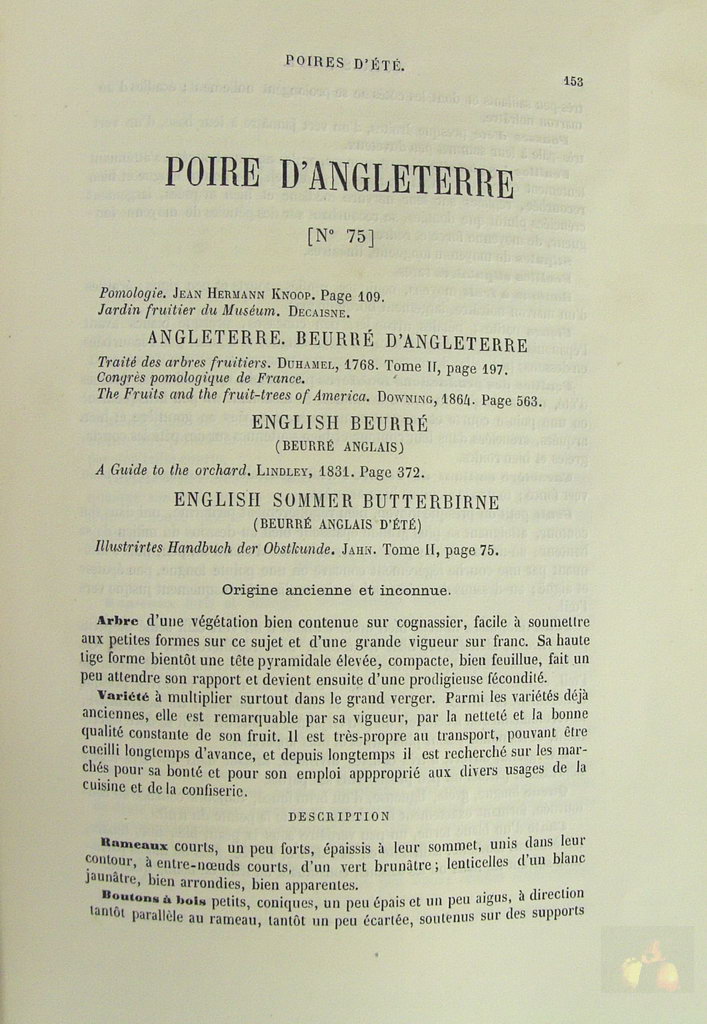 POIRES D'ÉTÉ.
153
POIRE D'ANGLETERRE
[N° 75]
Pomologie. JEAN HERMANN KNOOP. Page 109.
Jardin fruitier du Muséum. DECAISNE.
ANGLETERRE. BEURRÉ D'ANGLETERRE
Traité des arbres fruitiers. DUHAMEL, 1768. Tome II, page 197.
Congrès pomologique de France.
The Fruits and the fruit-trees of America. DOWNING, 1864. Page 563.
ENGLISH BEURRÉ
(BEURRÉ ANGLAIS)
A Guide to the orchard. LINDLEY, 1831. Page 372.
ENGLISH SOMMER BUTTERBIRNE
(BEURRÉ ANGLAIS D'ÉTÉ)
Illustrirtes Handbuch der Obstkunde. JAHN. Tome II, page 75.
Origine ancienne et inconnue.
Arbre d'une végétation bien contenue sur cognassier, facile à soumettre
aux petites formes sur ce sujet et d'une grande vigueur sur franc. Sa haute
tige forme bientôt une tête pyramidale élevée, compacte, bien feuillue, fait un
peu attendre son rapport et devient ensuite d'une prodigieuse fécondité.
Variété à multiplier surtout dans le grand verger. Parmi les variétés déjà
anciennes, elle est remarquable par sa vigueur, par la netteté et la bonne
qualité constante de son fruit. Il est très-propre au transport, pouvant être
cueilli longtemps d'avance, et depuis longtemps il est recherché sur les mar-
chés pour sa bonté et pour son emploi appproprié aux divers usages de la
cuisine et de la confiserie.
DESCRIPTION
Rameaux courts, un peu forts, épaissis à leur sommet, unis dans leur
contour, à entre-nœuds courts, d'un vert brunâtre; lenticelles d'un blanc
jaunâtre, bien arrondies, bien apparentes.
Boutons à bois petits, coniques, un peu épais et un peu aigus, à direction
tantôt parallèle au rameau, tantôt un peu écartée, soutenus sur des supports